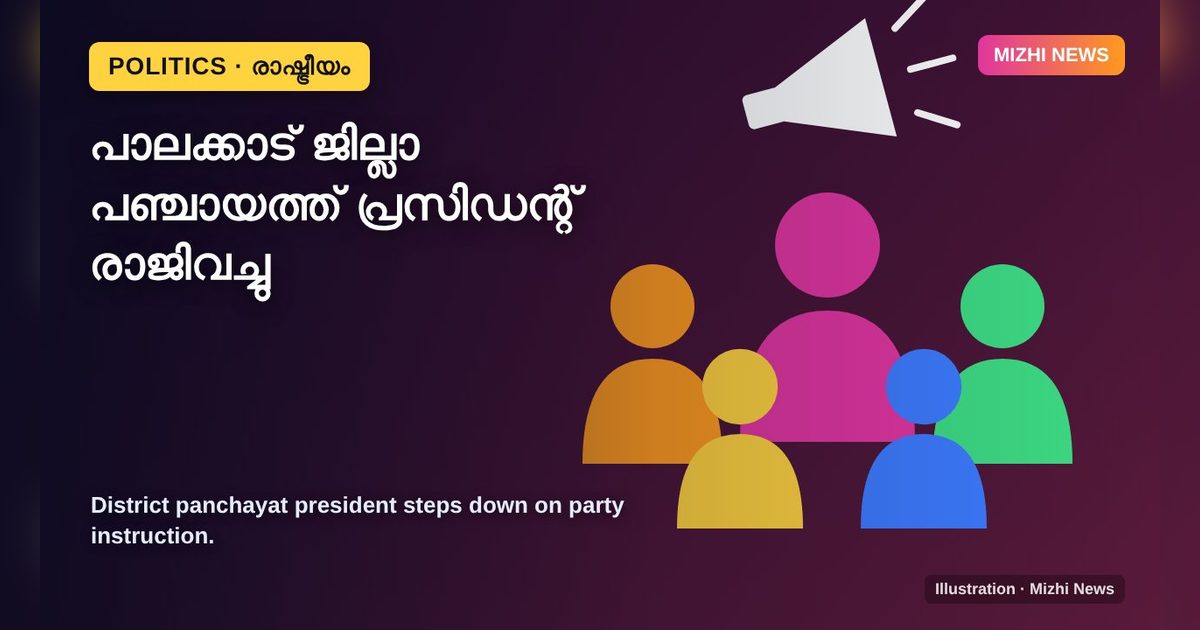 POLITICS · രാഷ്ട്രീയം
MIZHI NEWS
പാലക്കാട് ജില്ലാ
പഞ്ചായത്ത് പ്രസിഡന്റ്
രാജിവച്ചു
District panchayat president steps down on party
instruction.
Illustration · Mizhi News